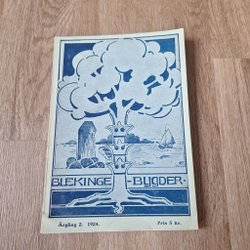 BLEKINGE BYGDER
Årgång 2. 1924. Pris 5 Kr.